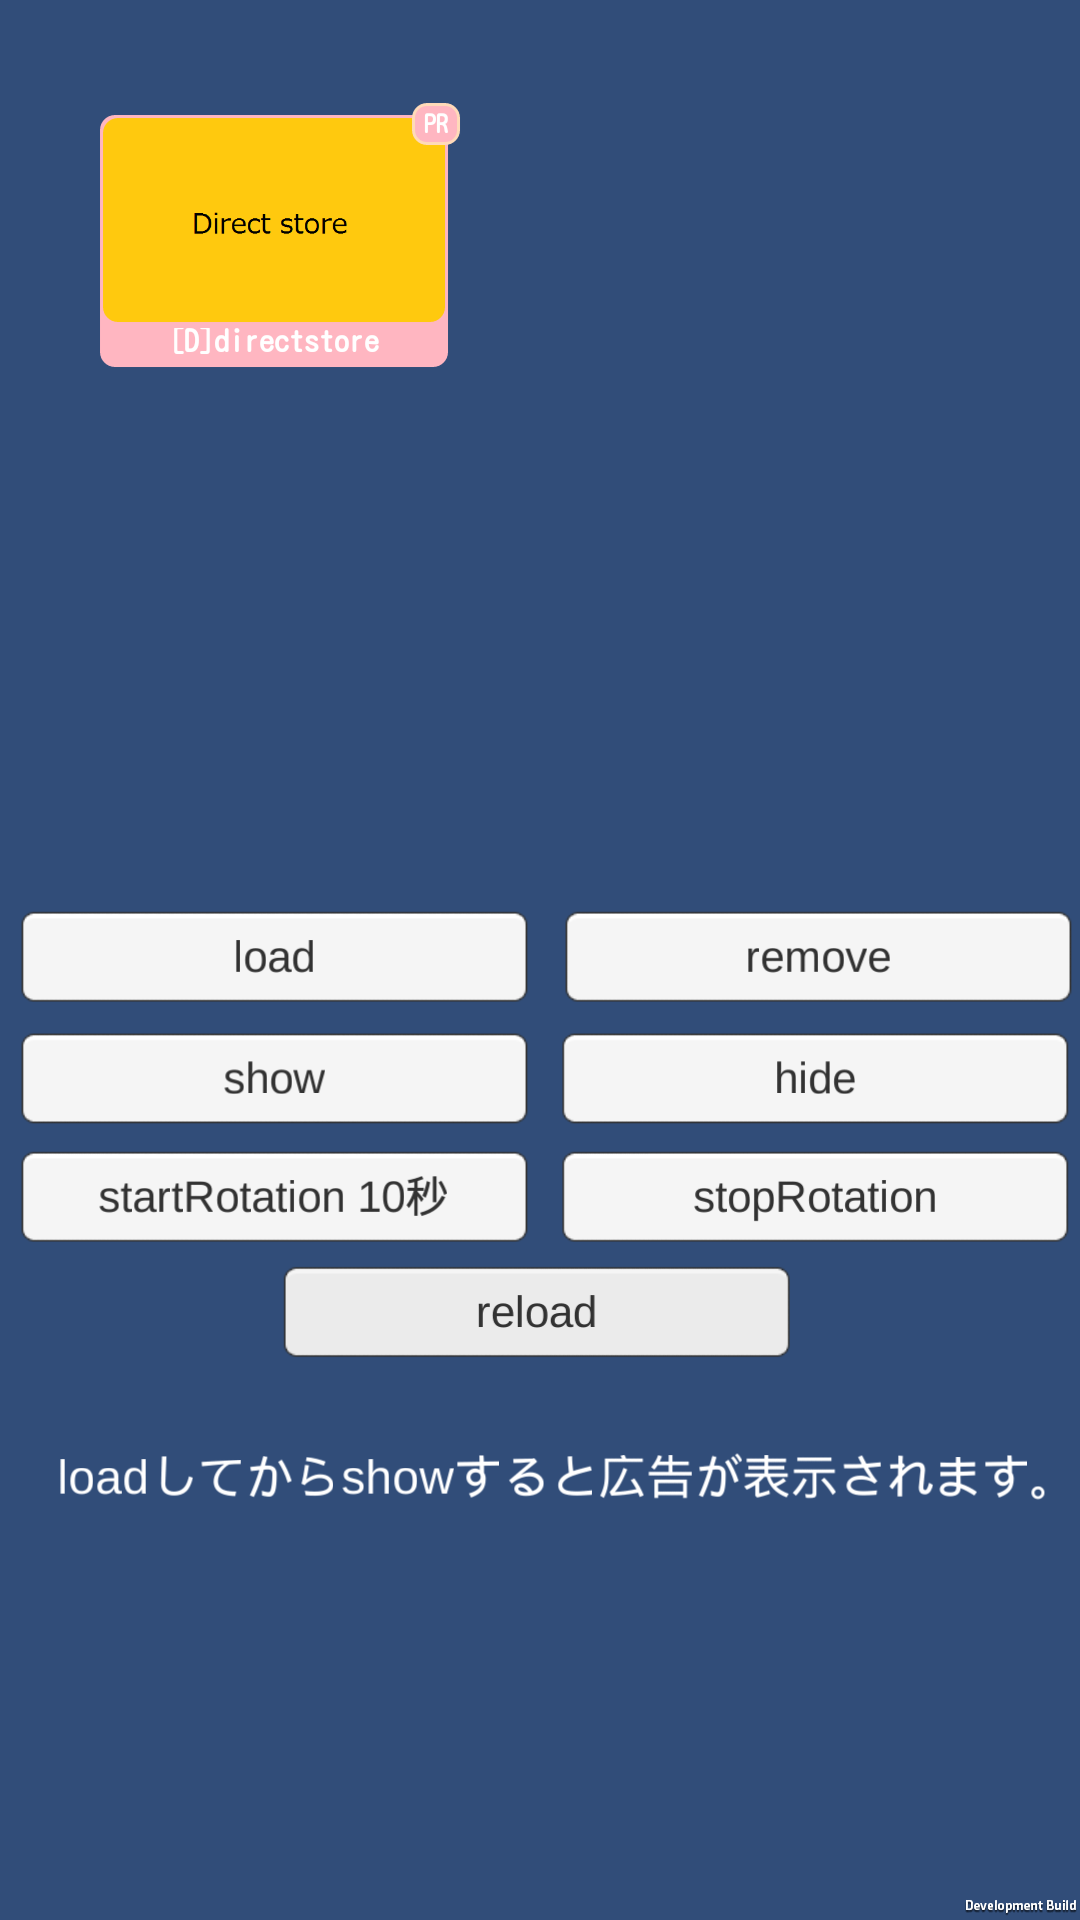 PR
Direct store
[D]directstore
load
remove
show
hide
startRotation 10秒
stopRotation
reload
loadしてからshowすると広告が表示されます。
Development Build